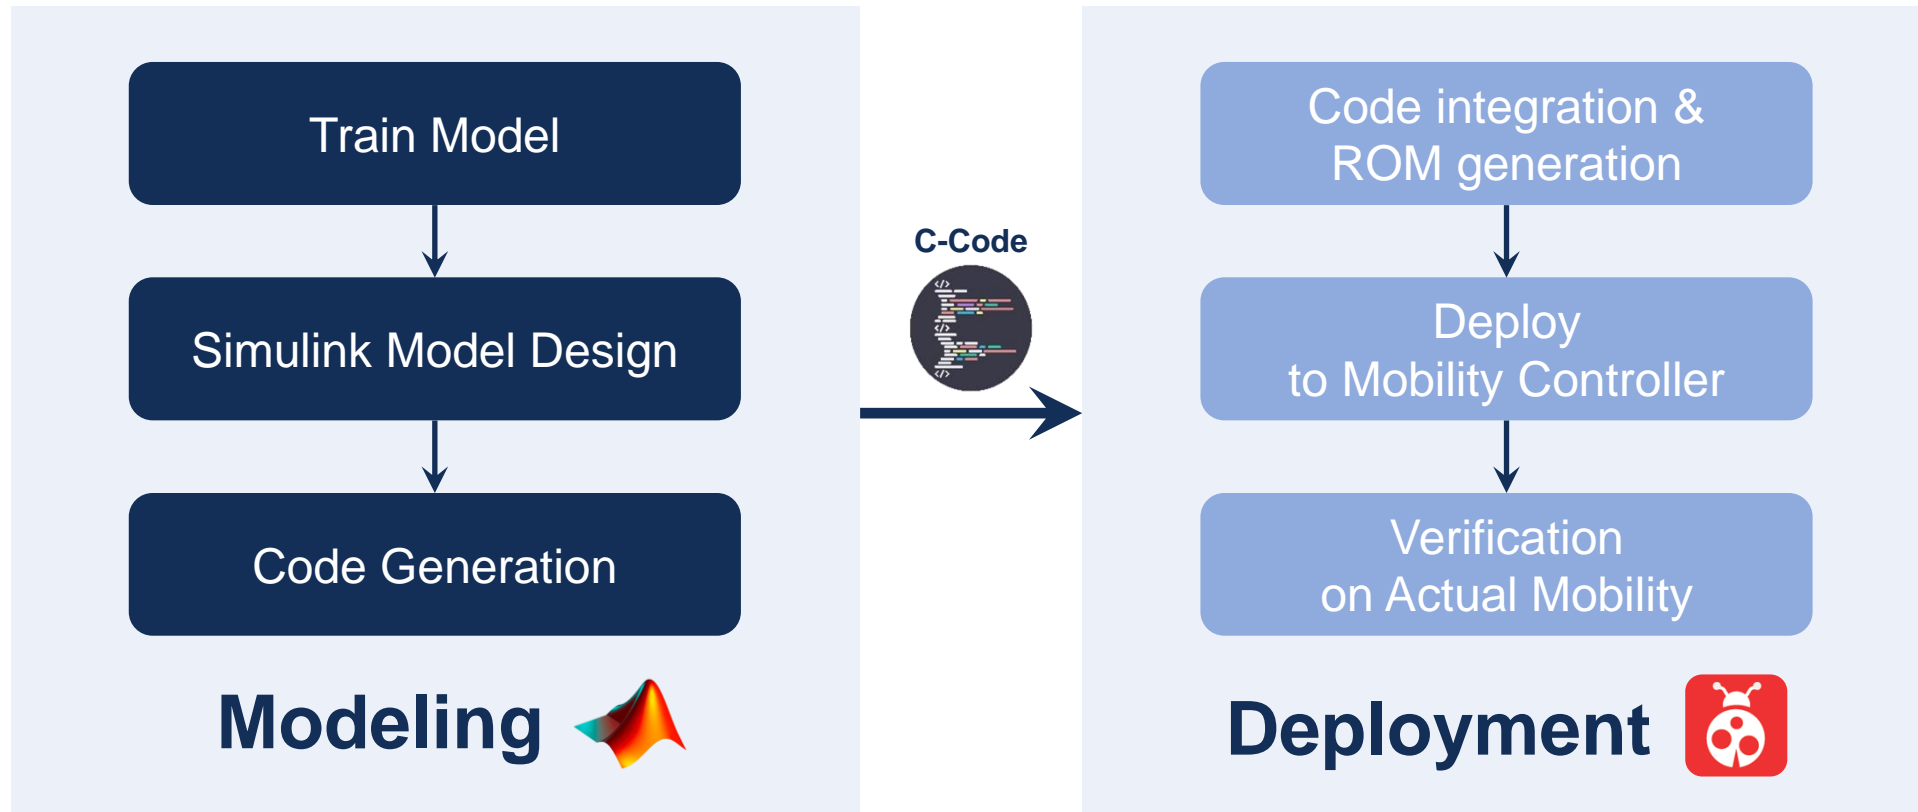 Train Model
Simulink Model Design
Code Generation
Modeling
C-Code
</>
</>
</>
Code integration &
ROM generation
Deploy
to Mobility Controller
Verification
on Actual Mobility
Deployment